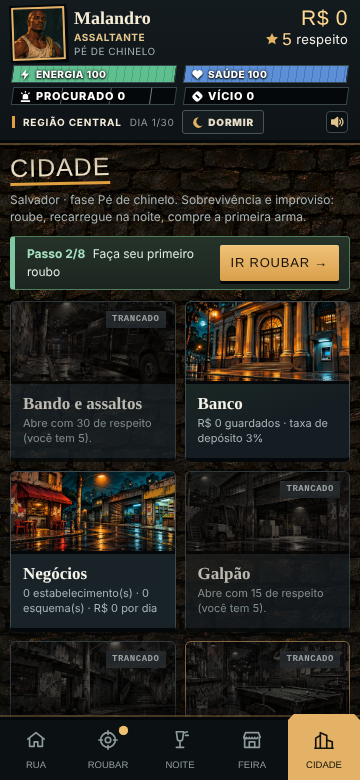 Malandro
ASSALTANTE
PÉ DE CHINELO
R$ 0
5 respeito
ENERGIA 100
SAÚDE 100
PROCURADO 0
VÍCIO 0
REGIÃO CENTRAL DIA 1/30
DORMIR
CIDADE
Salvador · fase Pé de chinelo. Sobrevivência e improviso:
roube, recarregue na noite, compre a primeira arma.
Passo 2/8 Faça seu primeiro
roubo
IR ROUBAR →
TRANCADO
Bando e assaltos
Abre com 30 de respeito
(você tem 5).
Banco
R$ 0 guardados · taxa de
depósito 3%
Negócios
0 estabelecimento(s) · 0
esquema(s) · R$ 0 por dia
TRANCADO
Galpão
Abre com 15 de respeito
(você tem 5).
TRANCADO
TRANCADO
RUA
ROUBAR
NOITE
FEIRA
CIDADE